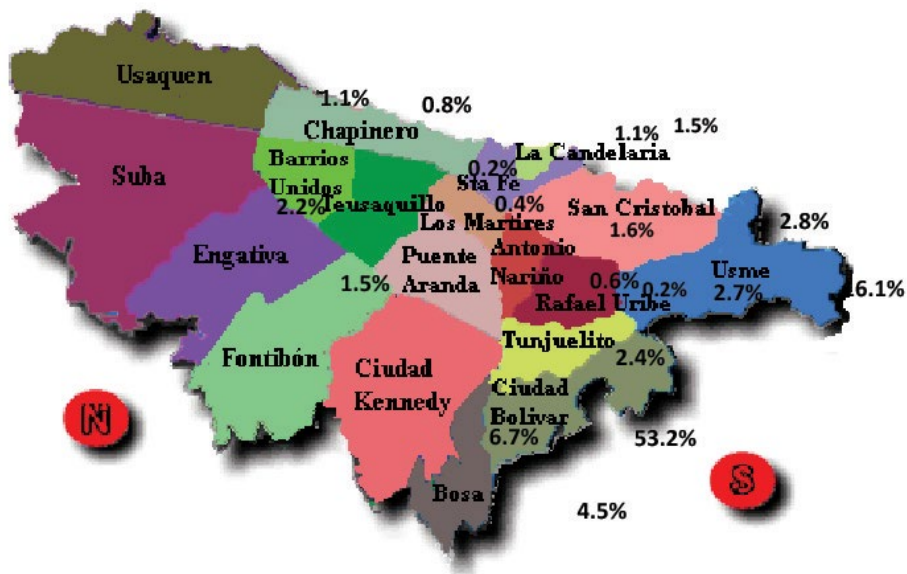 Usaquen
1.1%
0.8%
Chapinero
1.1%
1.5%
La Candelaria
Barrios
Unidos
Suba
0.2%
Sta Fe
2.2%
Teusaquillo
0.4%
Los Martires
San Cristobal
1.6%
2.8%
Engativa
Puente
Aranda
Antonio
Nariño
Usme
1.5%
0.6%
0.2%
2.7%
6.1%
Rafael Uribe
Fontibón
Tunjuelito
2.4%
Ciudad
Kennedy
Ciudad
Bolivar
6.7%
53.2%
N
S
Bosa
4.5%